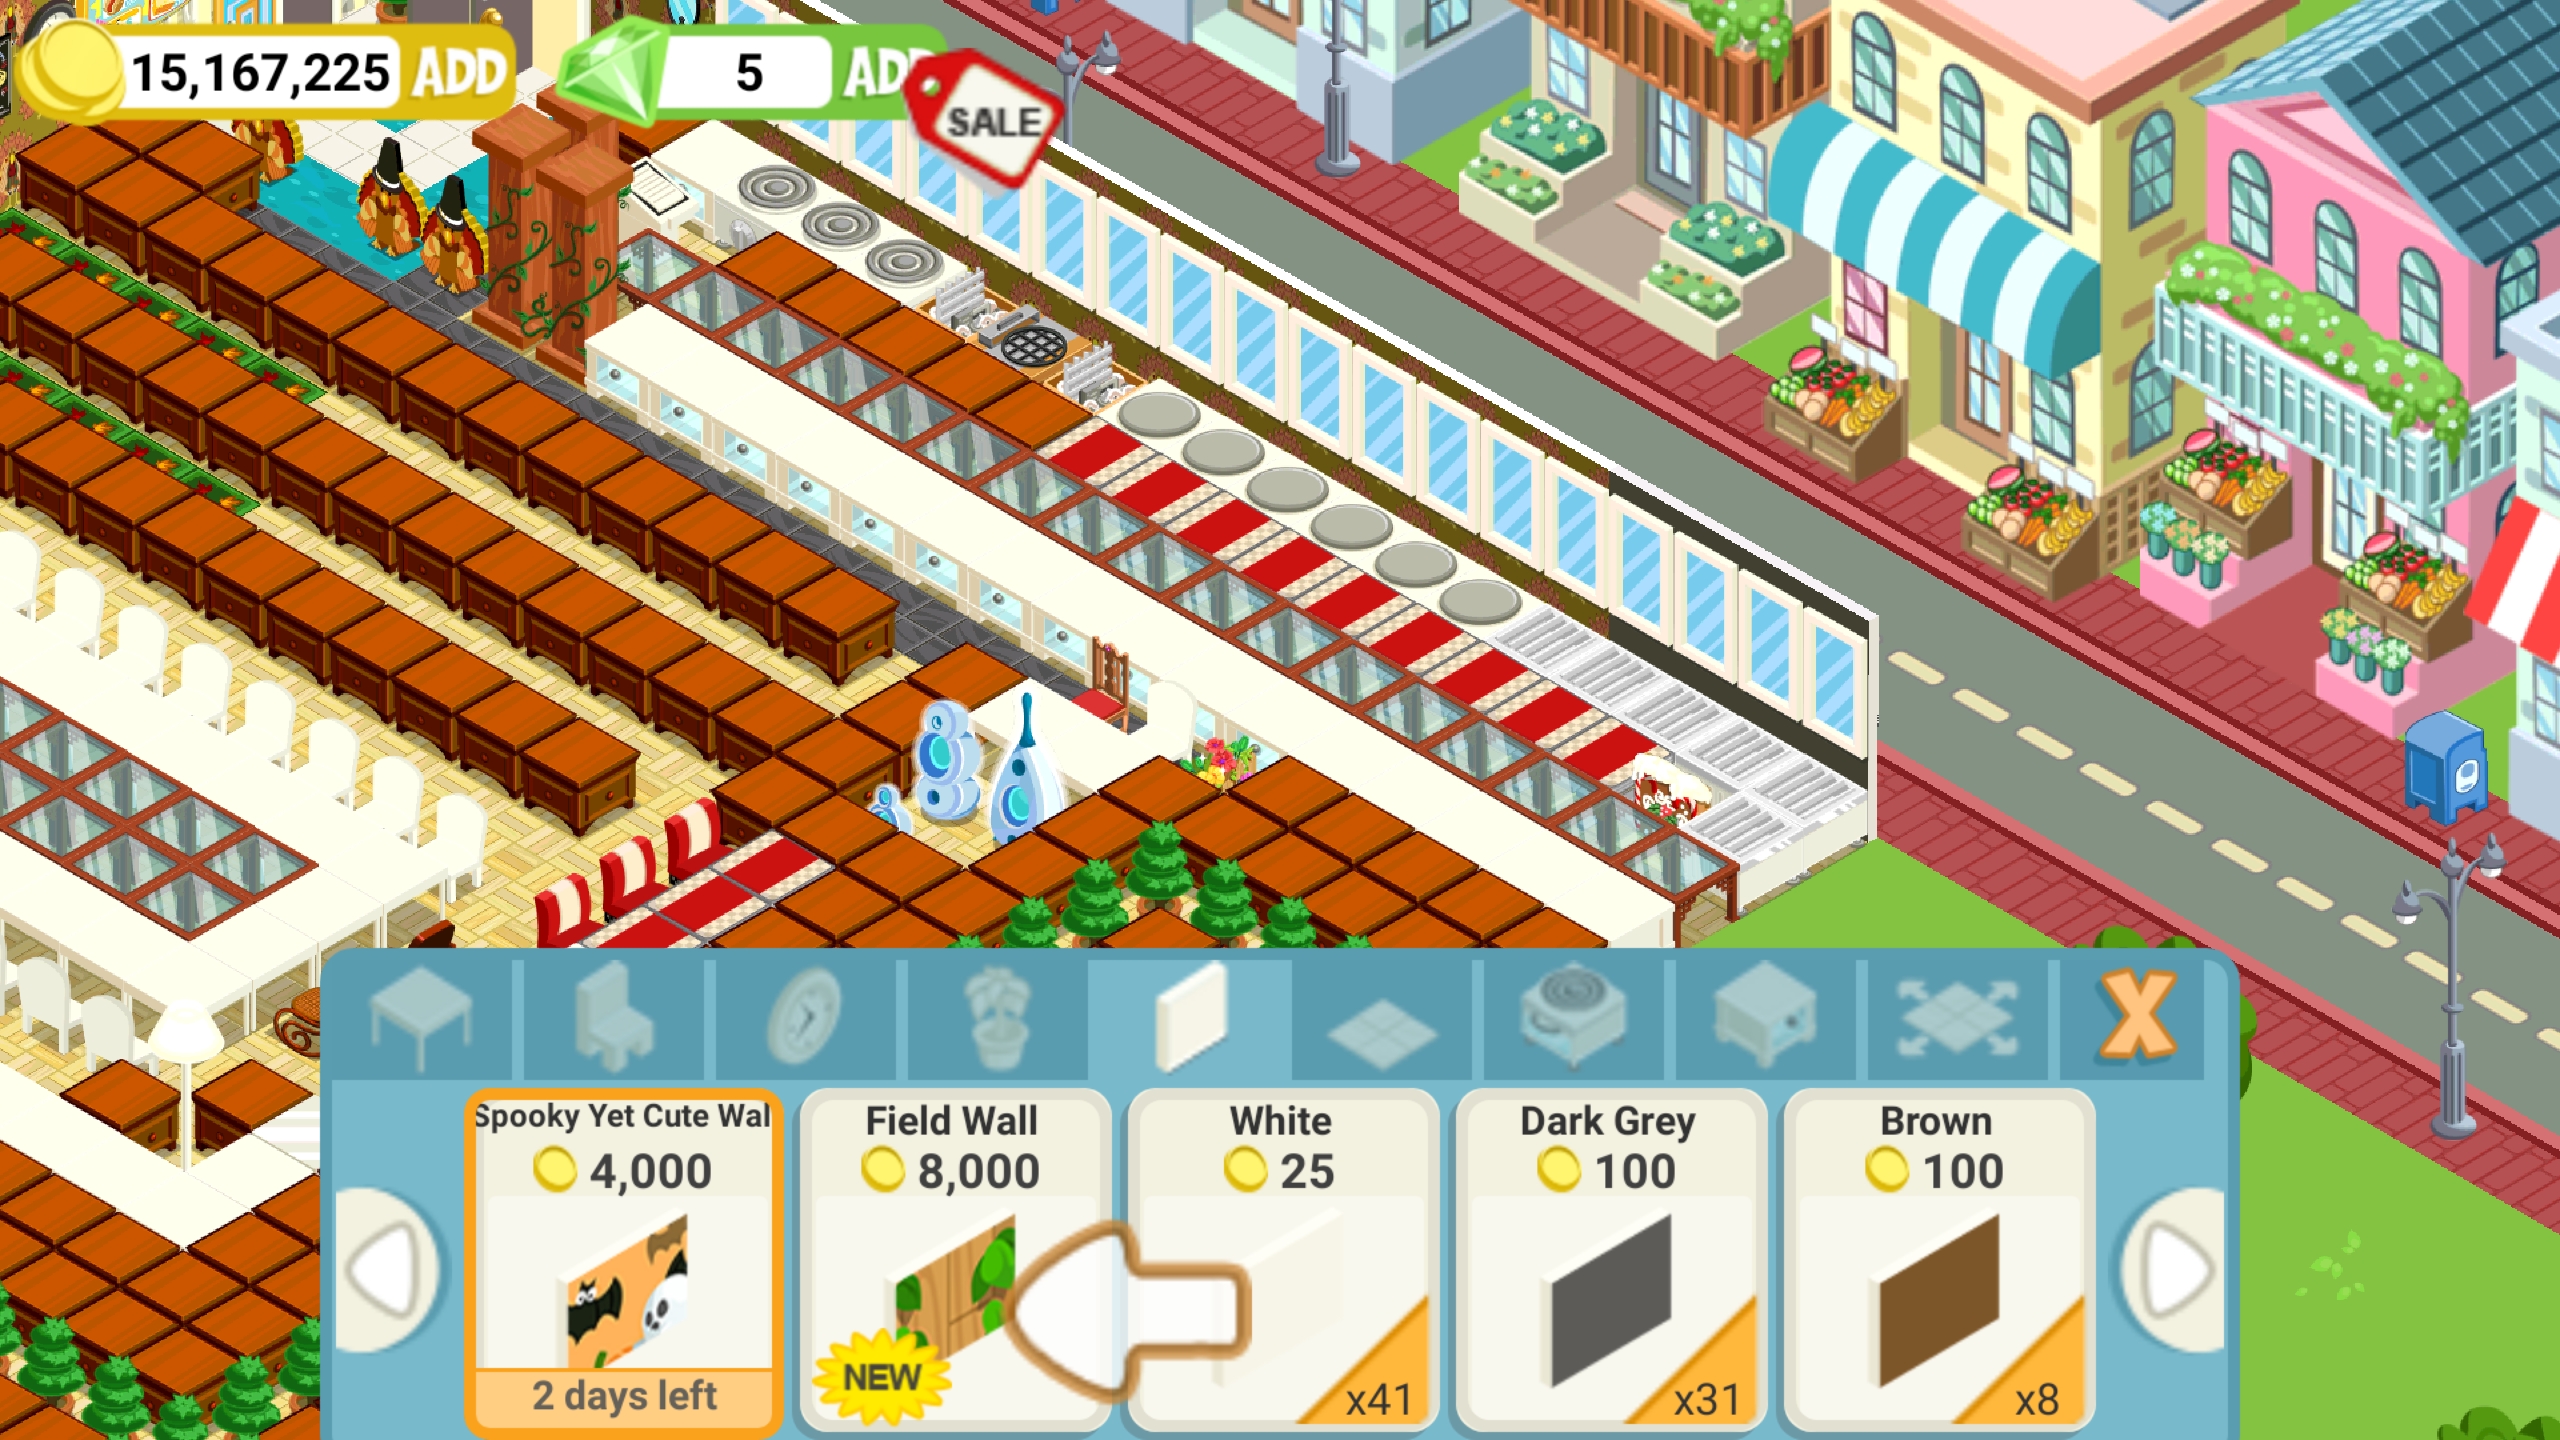 15,167,225 ADD
5 ADD
SALE
Spooky Yet Cute Wal
4,000
2 days left
Field Wall
8,000
NEW
White
25
x41
Dark Grey
100
x31
Brown
100
x8
X